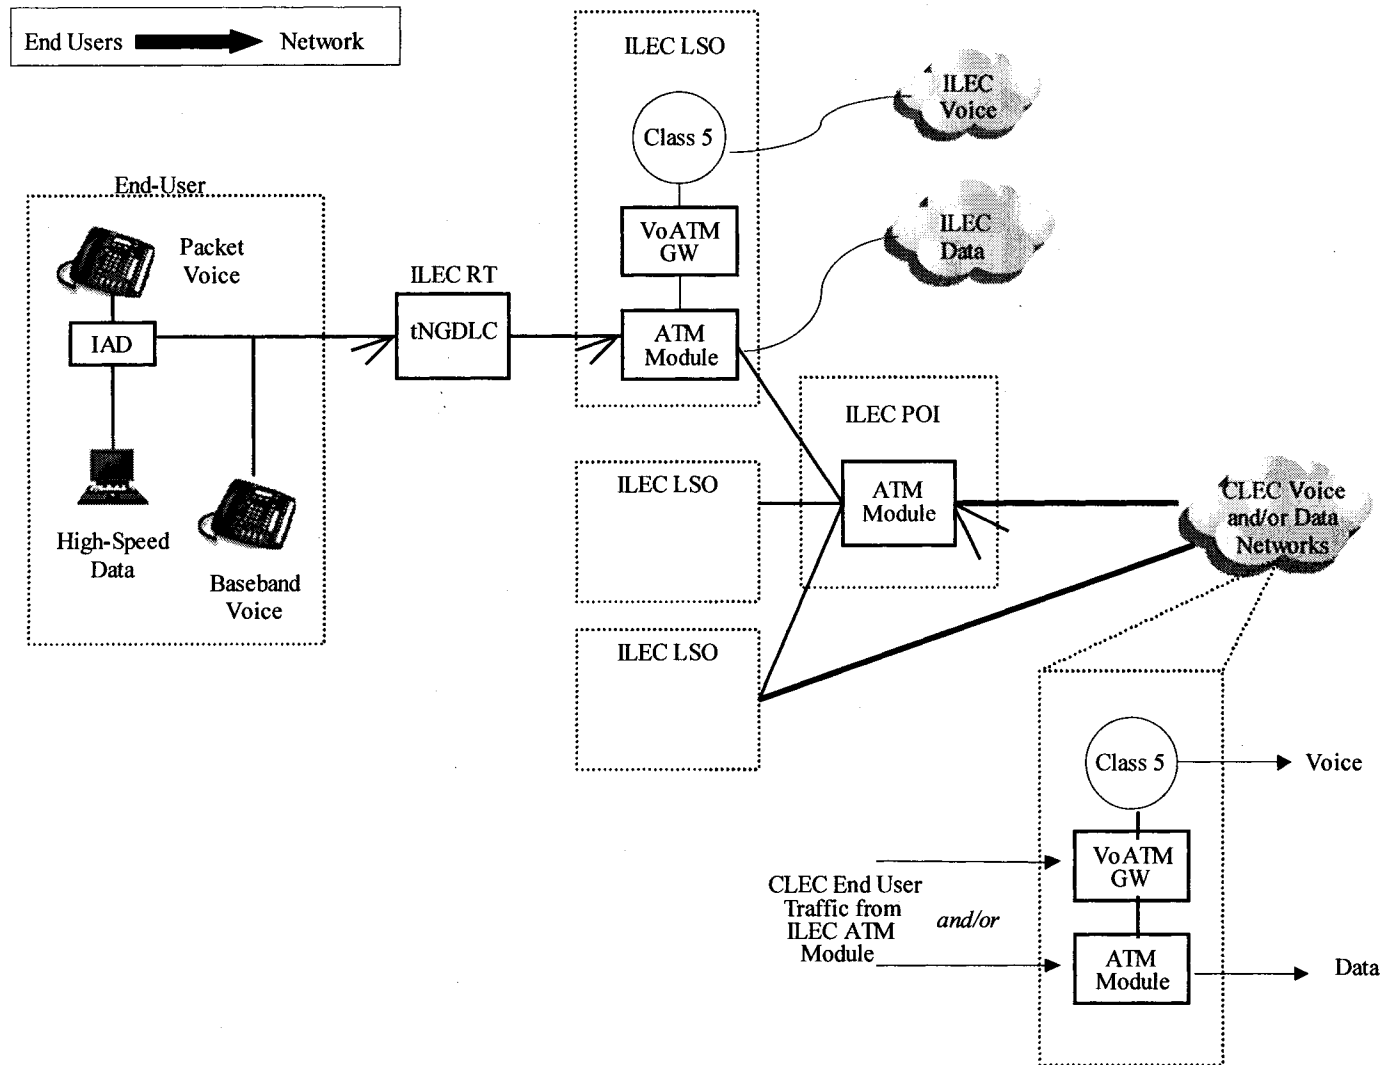 End Users
Network
ILEC LSO
ILEC
Voice
Class 5
End-User
ILEC
Data
VoATM
GW
Packet
Voice
ILEC RT
tNGDLC
IAD
ATM
Module
ILEC POI
ILEC LSO
ATM
Module
CLEC Voice
and/or Data
Networks
High-Speed
Data
Baseband
Voice
ILEC LSO
Class 5
Voice
VoATM
GW
CLEC End User
Traffic from
ILEC ATM
Module
and/or
ATM
Module
Data